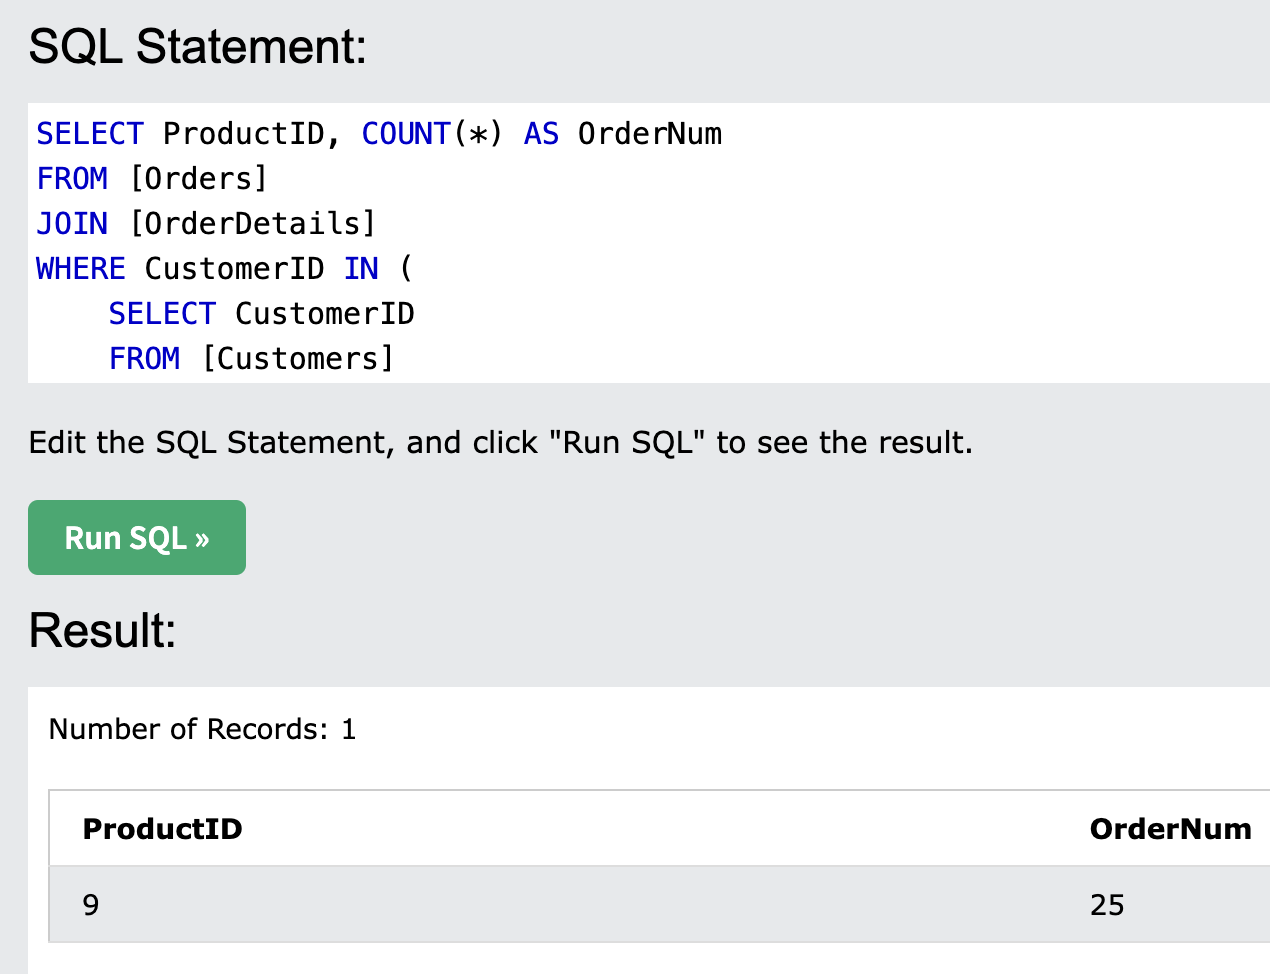 SQL Statement:
SELECT ProductID, COUNT(*) AS OrderNum
FROM [Orders]
JOIN [OrderDetails]
WHERE CustomerID IN (
    SELECT CustomerID
    FROM [Customers]
Edit the SQL Statement, and click "Run SQL" to see the result.
Run SQL »
Result:
Number of Records: 1
ProductID OrderNum
9 25